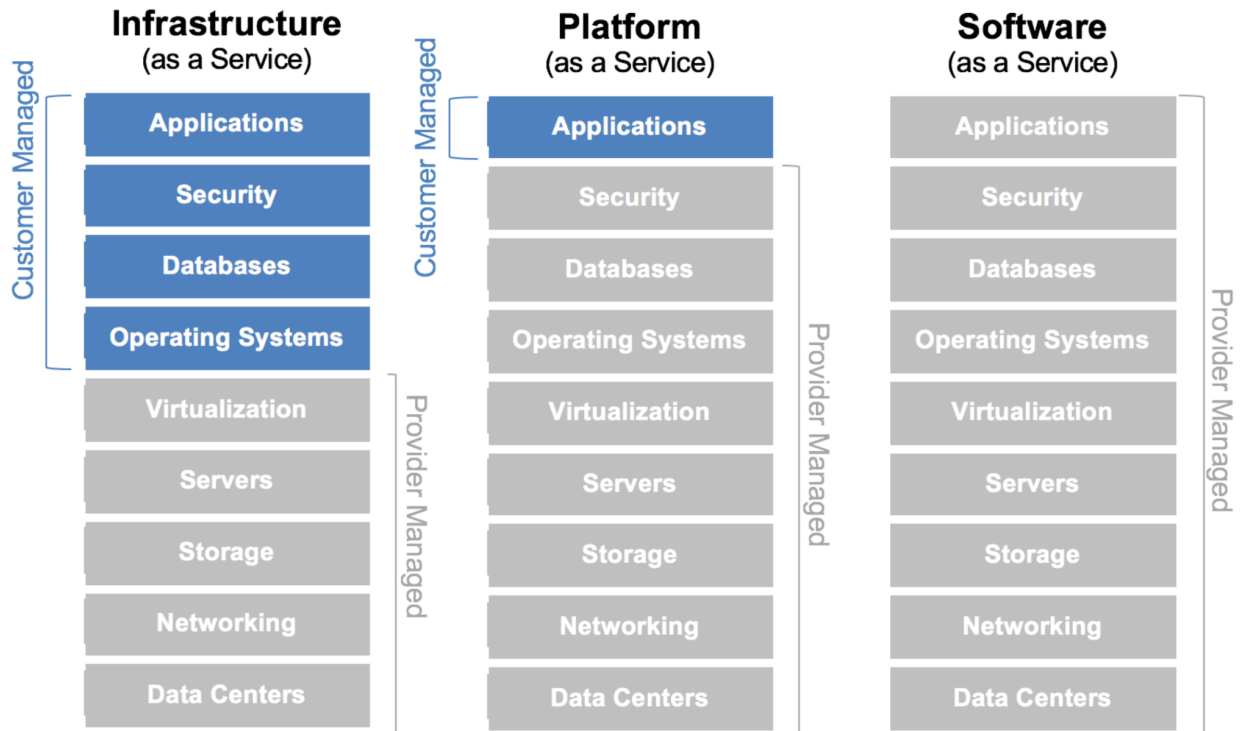 Infrastructure
(as a Service)
Customer Managed
Applications
Security
Databases
Operating Systems
Virtualization
Servers
Storage
Networking
Data Centers
Provider Managed
Platform
(as a Service)
Customer Managed
Applications
Security
Databases
Operating Systems
Virtualization
Servers
Storage
Networking
Data Centers
Provider Managed
Software
(as a Service)
Applications
Security
Databases
Operating Systems
Virtualization
Servers
Storage
Networking
Data Centers
Provider Managed